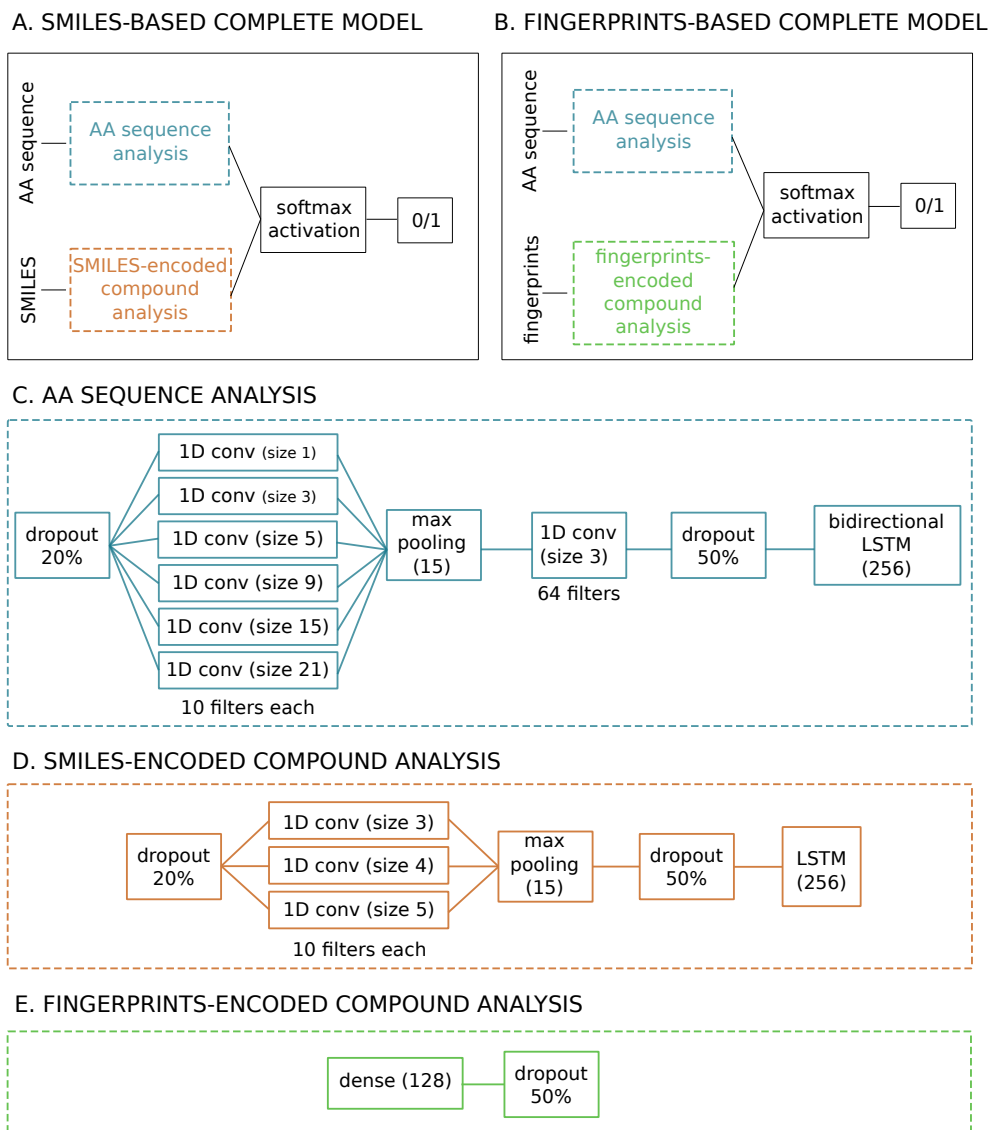 A. SMILES-BASED COMPLETE MODEL
AA sequence
AA sequence
analysis
SMILES
SMILES-encoded
compound
analysis
softmax
activation
0/1
B. FINGERPRINTS-BASED COMPLETE MODEL
AA sequence
AA sequence
analysis
fingerprints
fingerprints-
encoded
compound
analysis
softmax
activation
0/1
C. AA SEQUENCE ANALYSIS
dropout
20%
1D conv (size 1)
1D conv (size 3)
1D conv (size 5)
1D conv (size 9)
1D conv (size 15)
1D conv (size 21)
10 filters each
max
pooling
(15)
1D conv
(size 3)
64 filters
dropout
50%
bidirectional
LSTM
(256)
D. SMILES-ENCODED COMPOUND ANALYSIS
dropout
20%
1D conv (size 3)
1D conv (size 4)
1D conv (size 5)
10 filters each
max
pooling
(15)
dropout
50%
LSTM
(256)
E. FINGERPRINTS-ENCODED COMPOUND ANALYSIS
dense (128)
dropout
50%